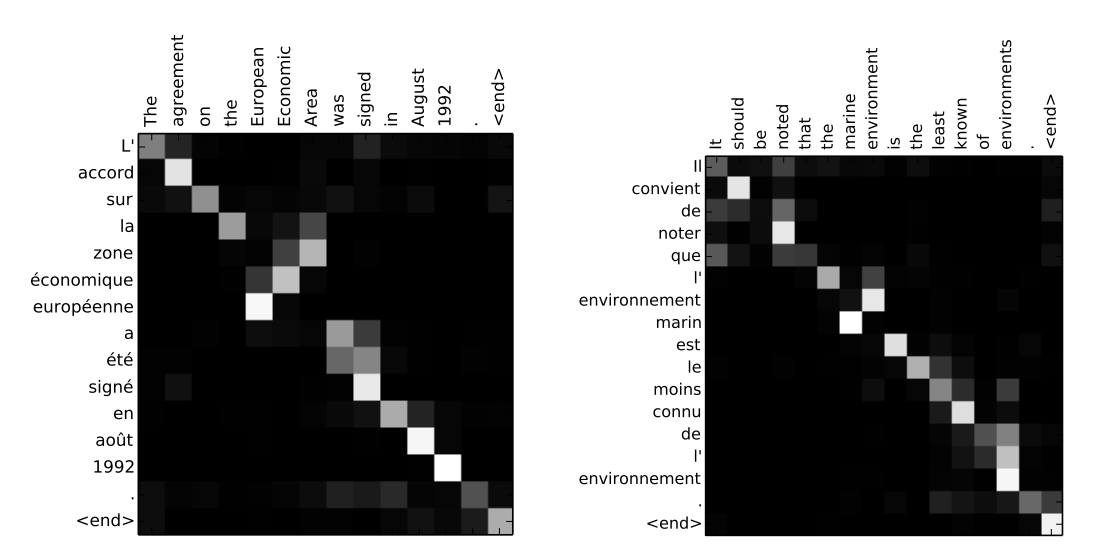 The agreement on the European Economic Area was signed in August 1992 . <end>
L'
accord
sur
la
zone
économique
européenne
a
été
signé
en
août
1992
.
<end>
It should be noted that the marine environment is the least known of environments . <end>
Il
convient
de
noter
que
l'
environnement
marin
est
le
moins
connu
de
l'
environnement
.
<end>